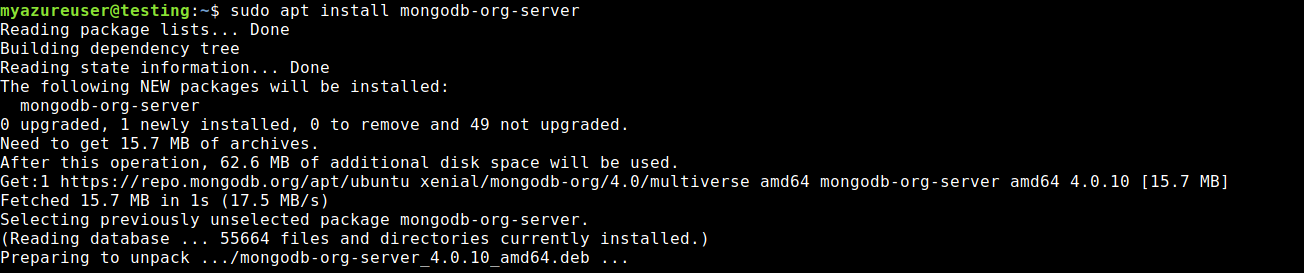 myazureuser@testing:~$ sudo apt install mongodb-org-server
Reading package lists... Done
Building dependency tree
Reading state information... Done
The following NEW packages will be installed:
  mongodb-org-server
0 upgraded, 1 newly installed, 0 to remove and 49 not upgraded.
Need to get 15.7 MB of archives.
After this operation, 62.6 MB of additional disk space will be used.
Get:1 https://repo.mongodb.org/apt/ubuntu xenial/mongodb-org/4.0/multiverse amd64 mongodb-org-server amd64 4.0.10 [15.7 MB]
Fetched 15.7 MB in 1s (17.5 MB/s)
Selecting previously unselected package mongodb-org-server.
(Reading database ... 55664 files and directories currently installed.)
Preparing to unpack .../mongodb-org-server_4.0.10_amd64.deb ...